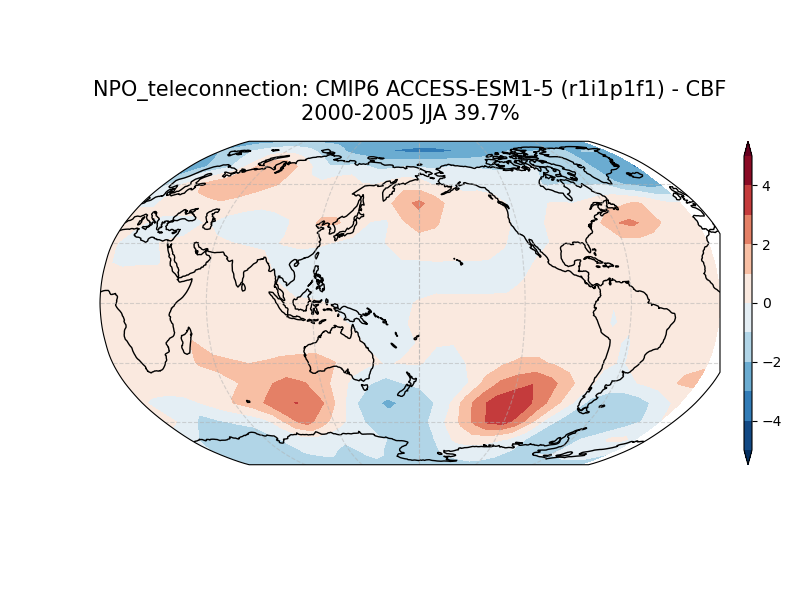 NPO_teleconnection: CMIP6 ACCESS-ESM1-5 (r1i1p1f1) - CBF
2000-2005 JJA 39.7%
4
2
0
−2
−4